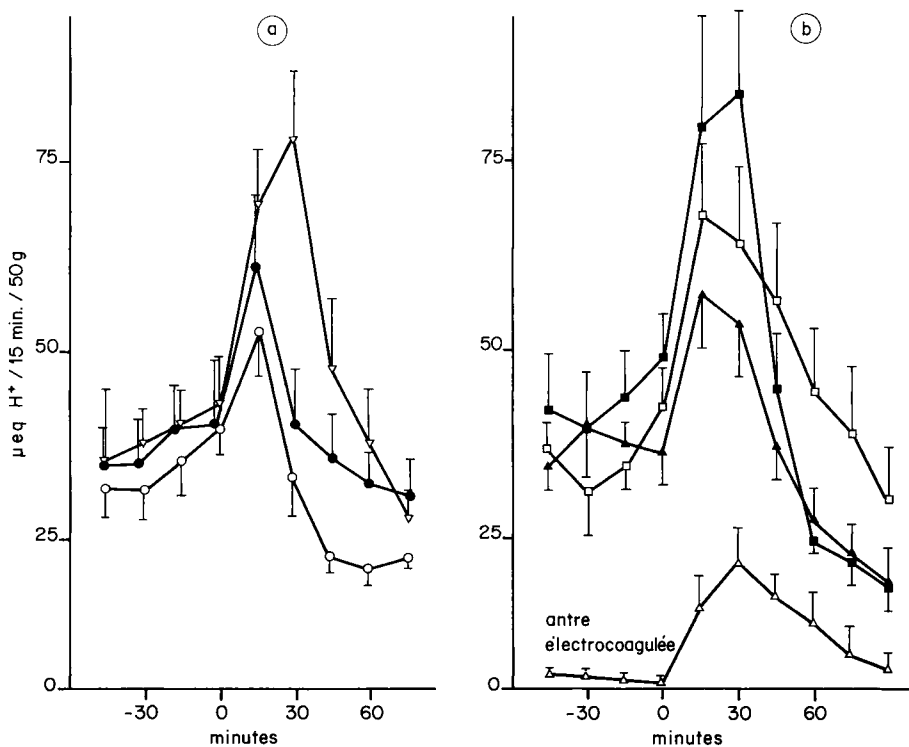 a
b
75
50
25
0
µeq H⁺ / 15 min. / 50g
-30
0
30
60
minutes
75
50
25
0
antre
électrocoagulée
-30
0
30
60
minutes